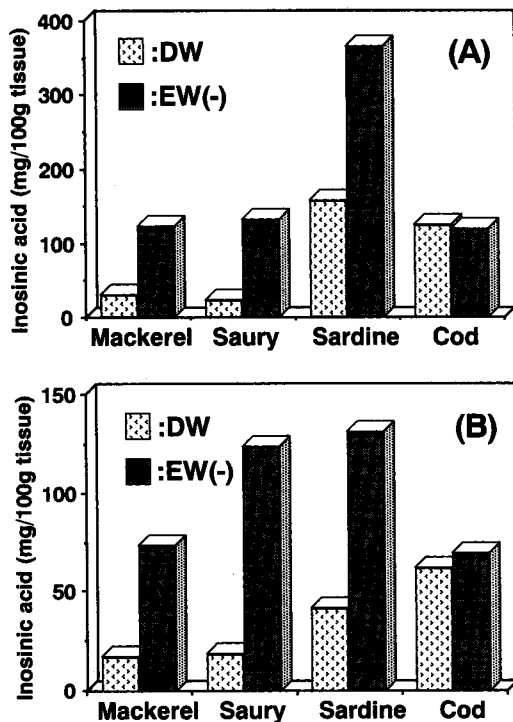 Inosinic acid (mg/100g tissue)
400
300
200
100
0
:DW
:EW(-)
(A)
Mackerel Saury Sardine Cod
Inosinic acid (mg/100g tissue)
150
100
50
0
:DW
:EW(-)
(B)
Mackerel Saury Sardine Cod